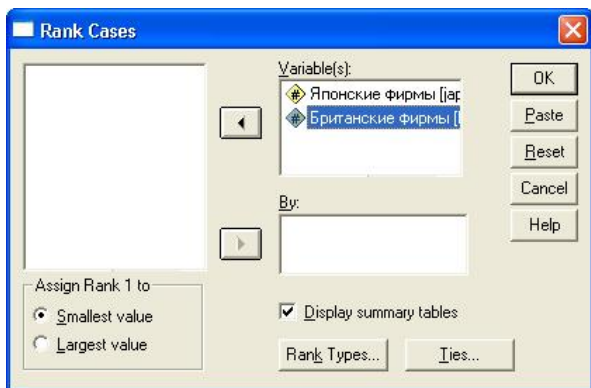 Rank Cases
Variable(s):
Японские фирмы [jap
Британские фирмы [
OK
Paste
Reset
Cancel
Help
By:
Assign Rank 1 to
Smallest value
Largest value
Display summary tables
Rank Types...
Ties...